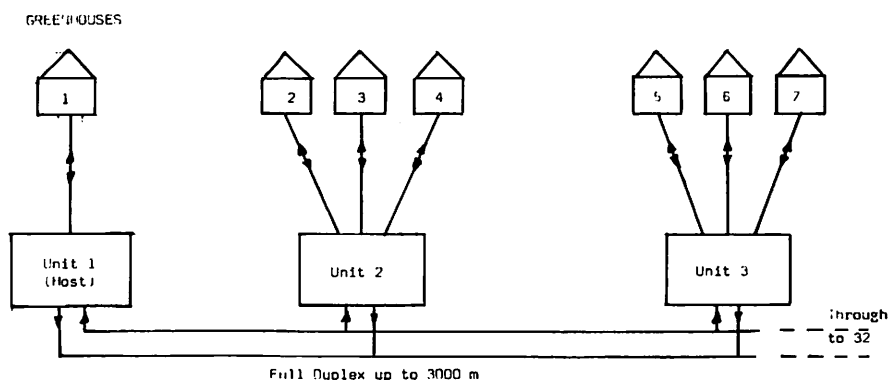 GREENHOUSES
1
2
3
4
5
6
7
Unit 1
(Host)
Unit 2
Unit 3
Through
to 32
Full Duplex up to 3000 m